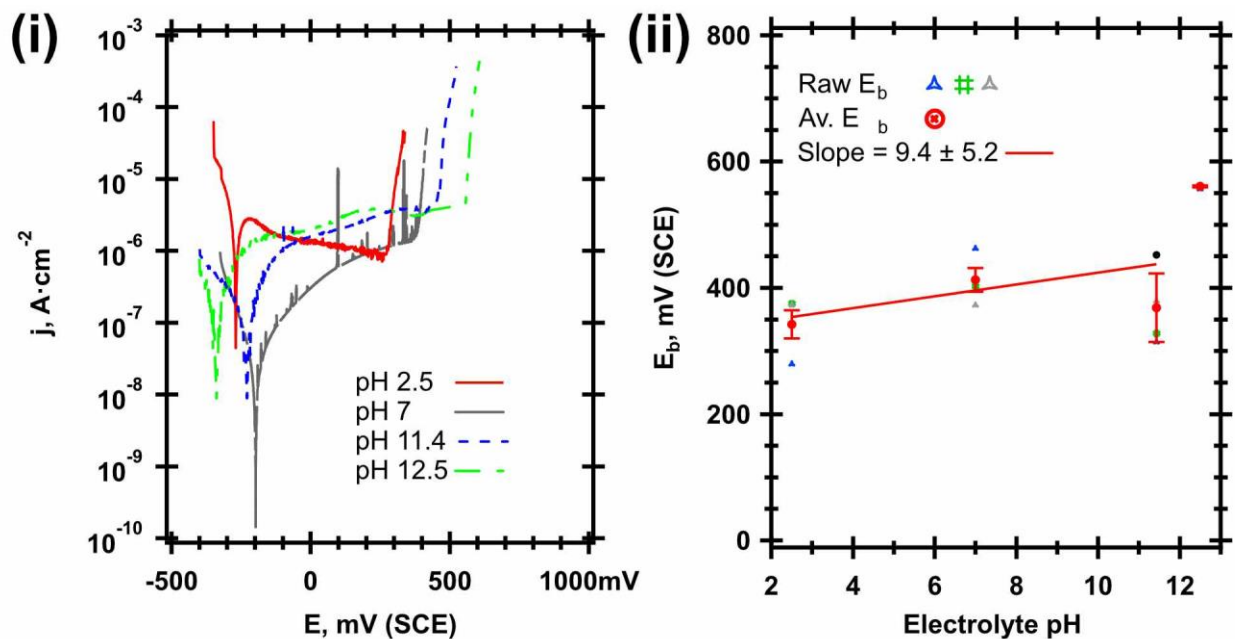 (i)
10-3
10-4
10-5
10-6
10-7
10-8
10-9
10-10
j, A·cm-2
pH 2.5
pH 7
pH 11.4
pH 12.5
-500 0 500 1000mV
E, mV (SCE)
(ii)
800
600
400
200
0
Eb, mV (SCE)
Raw Eb
Av. E b
Slope = 9.4 ± 5.2
2 4 6 8 10 12
Electrolyte pH